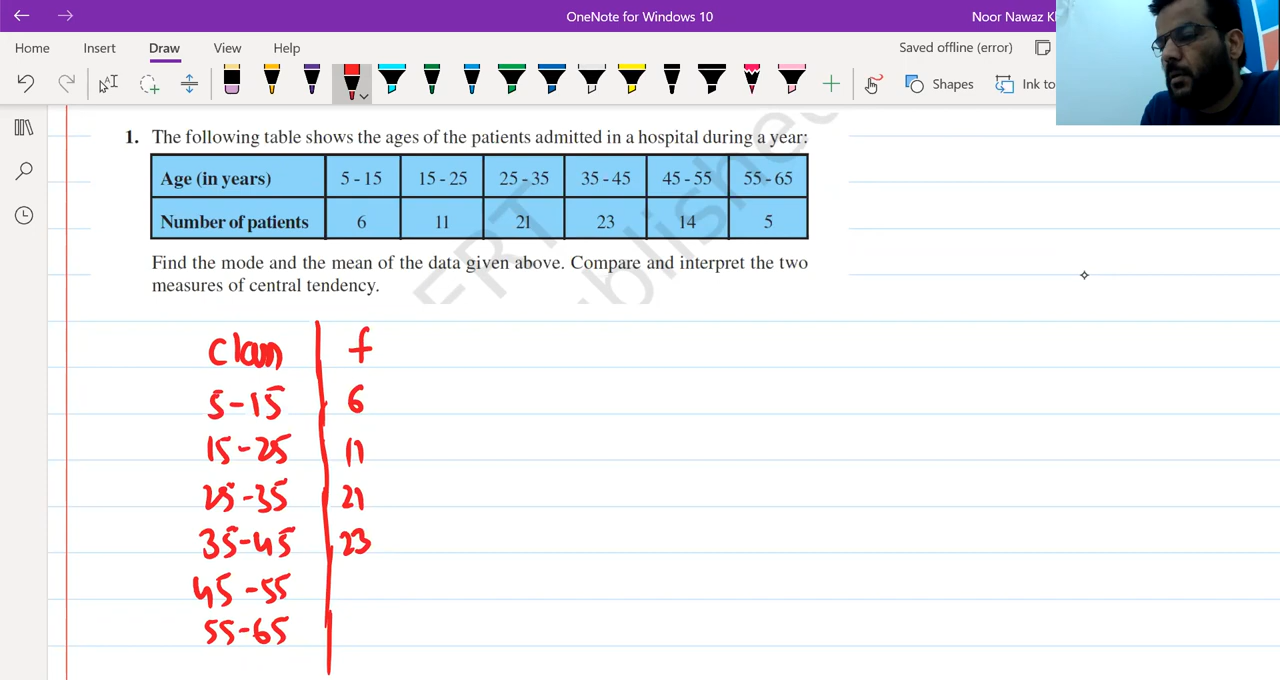 OneNote for Windows 10
Noor Nawaz Kh
Home Insert Draw View Help
Saved offline (error)
Shapes
Ink to
1. The following table shows the ages of the patients admitted in a hospital during a year:
Age (in years) 5 - 15 15 - 25 25 - 35 35 - 45 45 - 55 55 - 65
Number of patients 6 11 21 23 14 5
Find the mode and the mean of the data given above. Compare and interpret the two
measures of central tendency.
class f
5-15 6
15-25 11
25-35 21
35-45 23
45-55
55-65